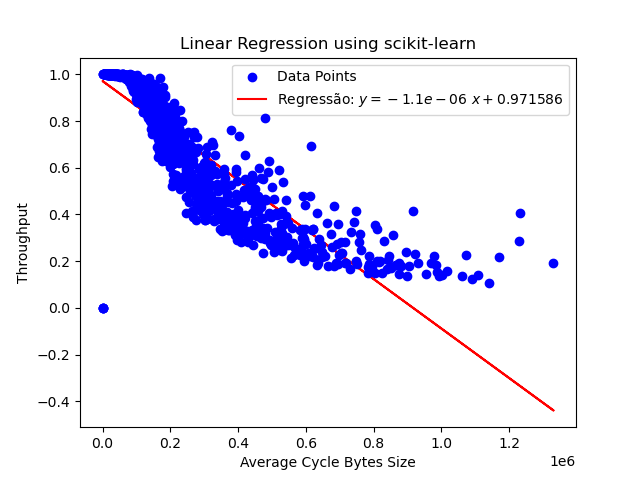 Linear Regression using scikit-learn
Data Points
Regressão: y = −1.1e − 06 x + 0.971586
Throughput
1.0
0.8
0.6
0.4
0.2
0.0
−0.2
−0.4
0.0 0.2 0.4 0.6 0.8 1.0 1.2
1e6
Average Cycle Bytes Size